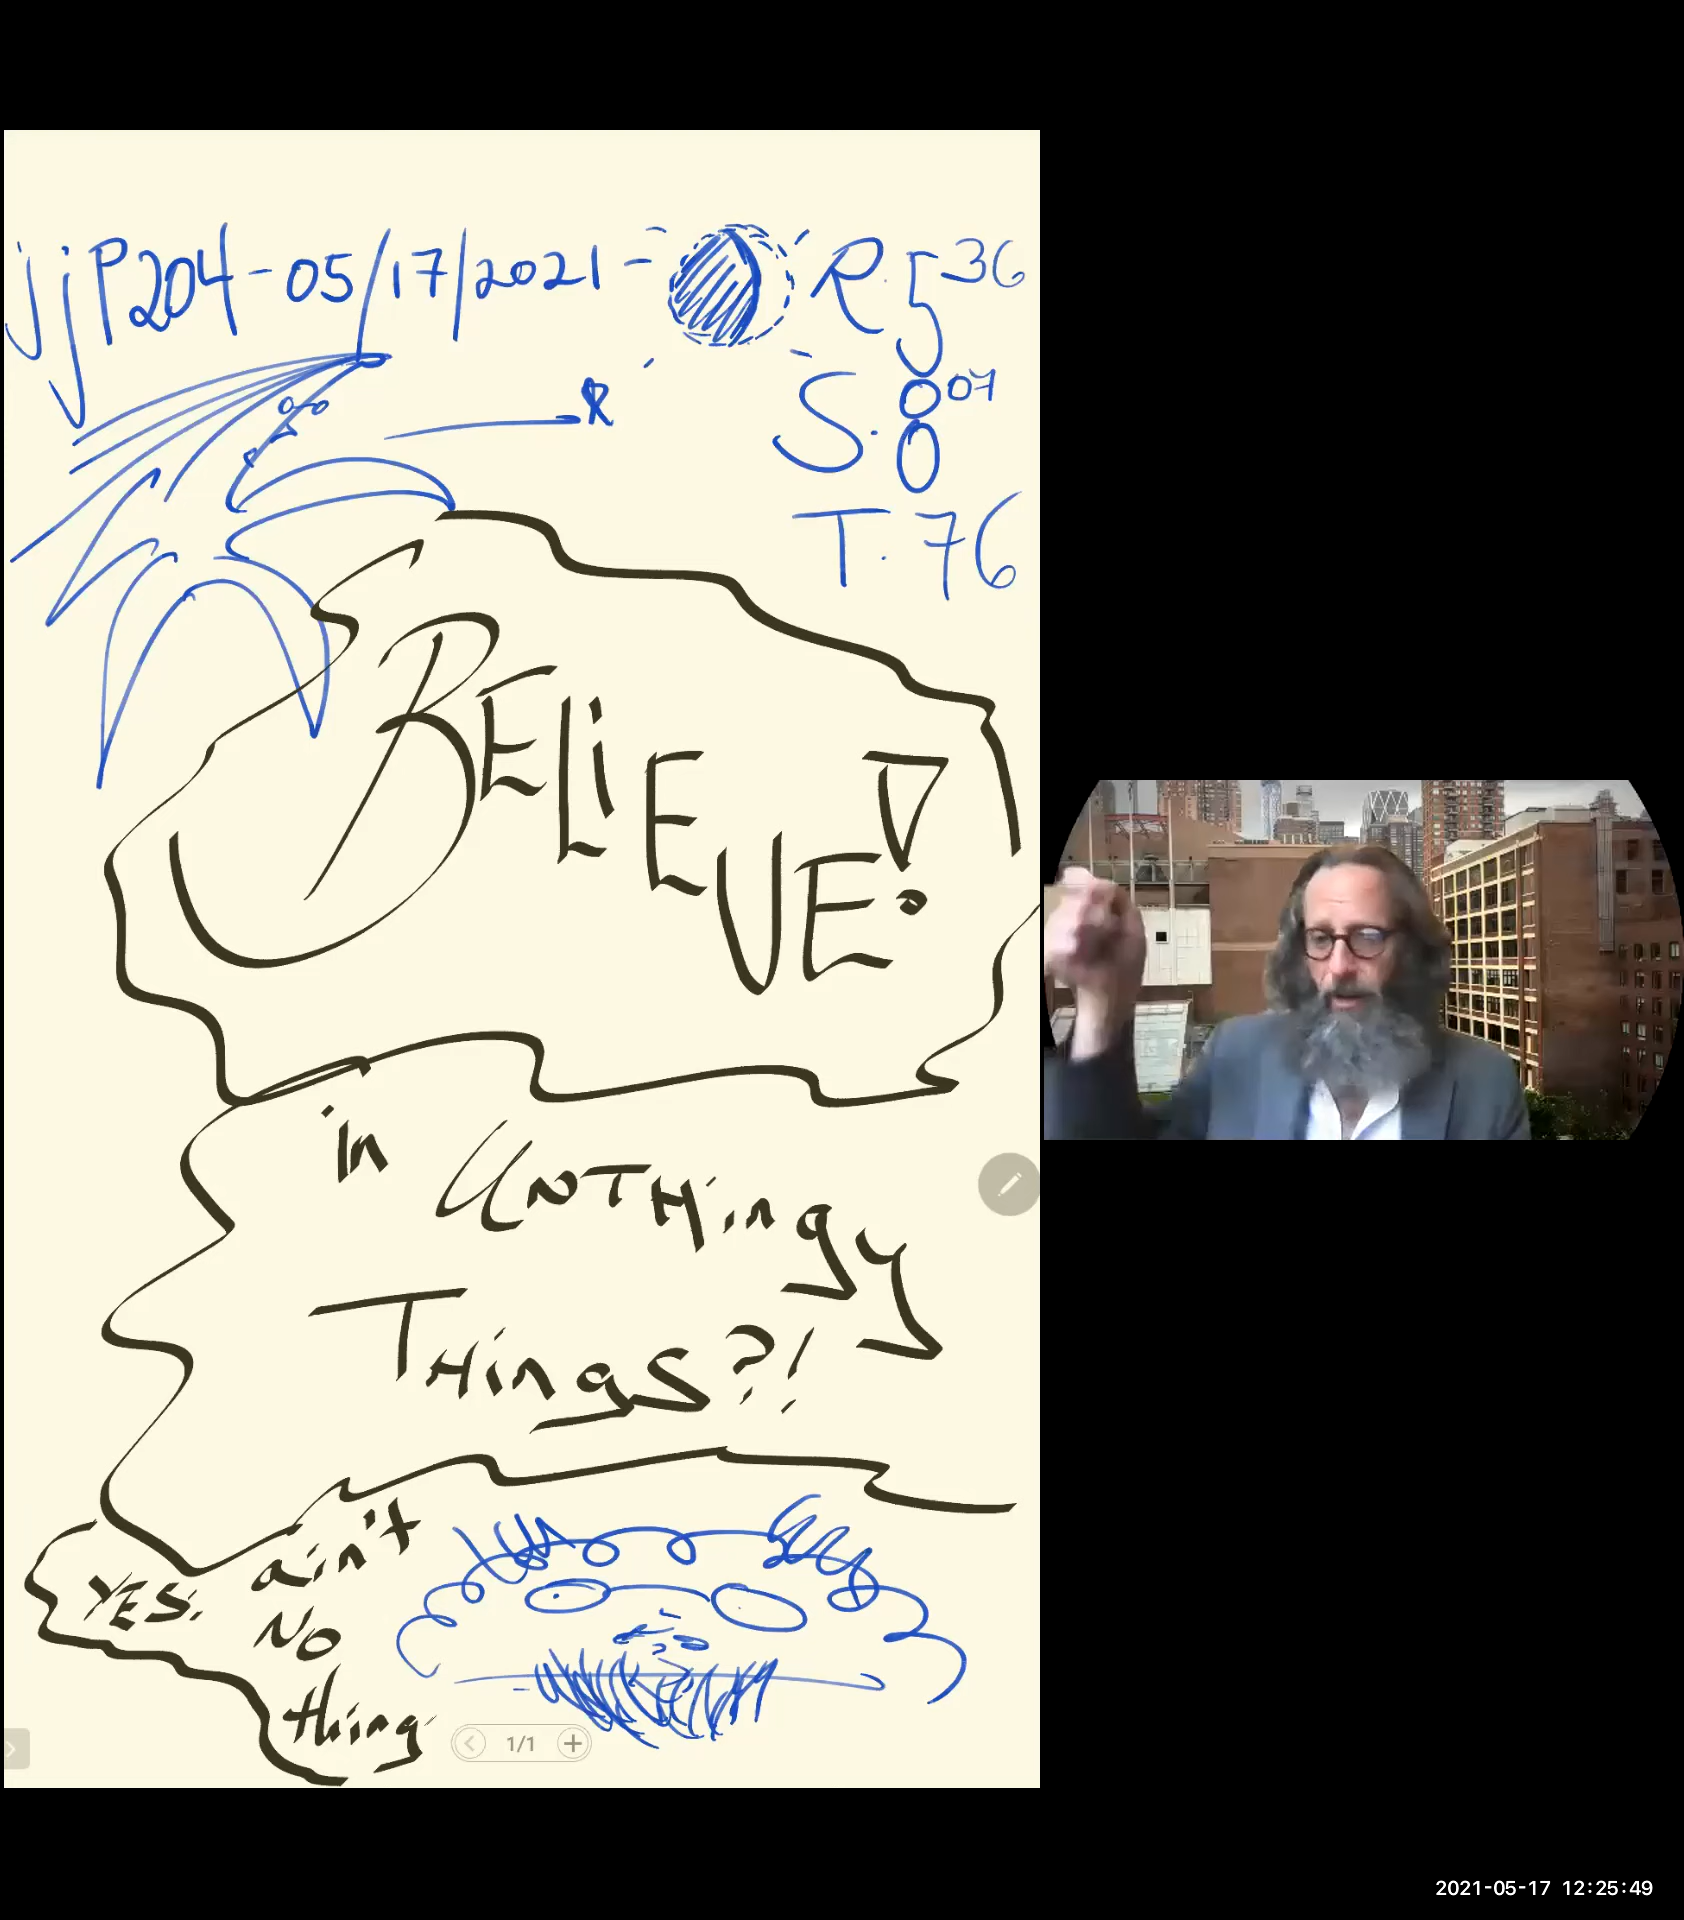 jjP204-05/17/2021-
R. 5 36
S. 8 07
0
T. 76
BELiEVE!
in UNTHingy
THingS?!
YES. ain't
NO
thing
1/1
2021-05-17 12:25:49